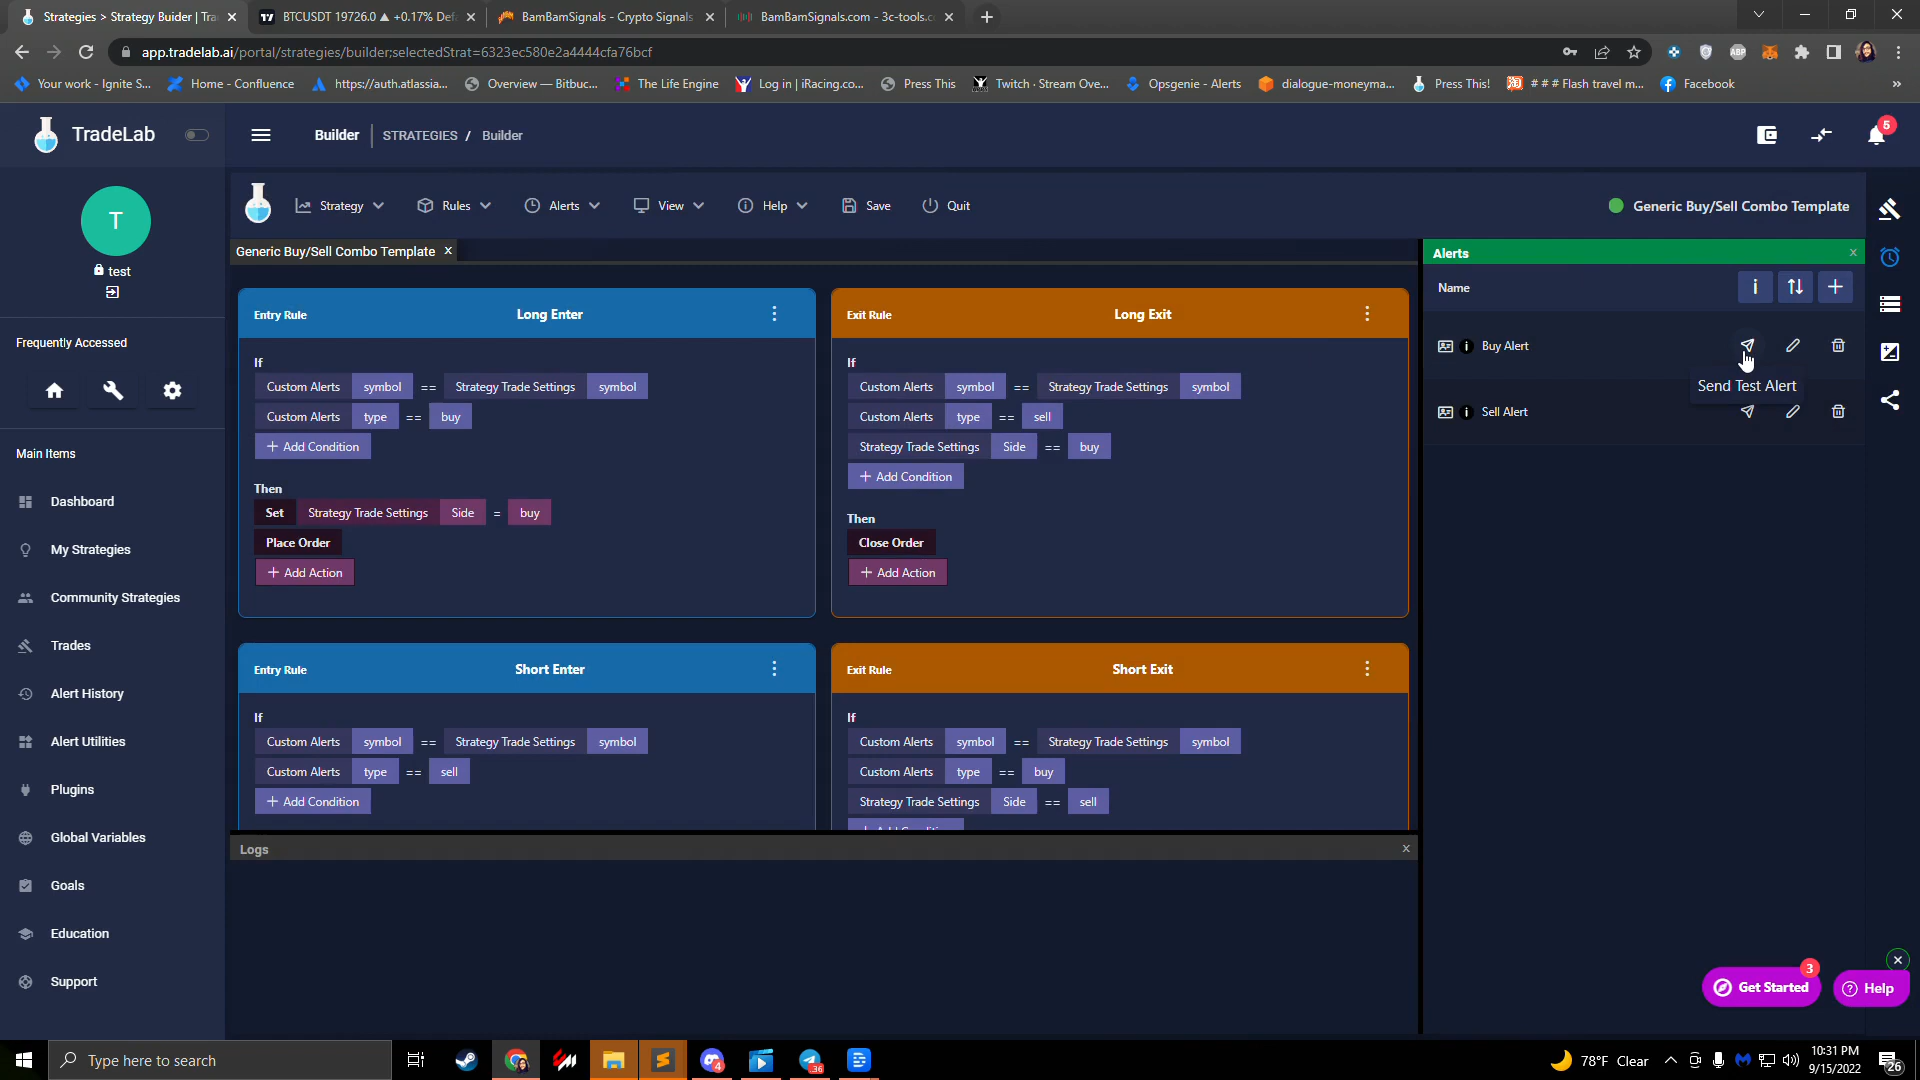 Strategies > Strategy Buider | Tra
BTCUSDT 19726.0 ▲ +0.17% Def
BamBamSignals - Crypto Signals
BamBamSignals.com - 3c-tools.c
app.tradelab.ai/portal/strategies/builder;selectedStrat=6323ec580e2a4444cfa76bcf
Your work - Ignite S...
Home - Confluence
https://auth.atlassia...
Overview — Bitbuc...
The Life Engine
Log in | iRacing.co...
Press This
Twitch - Stream Ove...
Opsgenie - Alerts
dialogue-moneyma...
Press This!
# # # Flash travel m...
Facebook
»
TradeLab
Builder
STRATEGIES / Builder
5
T
test
Frequently Accessed
Main Items
Dashboard
My Strategies
Community Strategies
Trades
Alert History
Alert Utilities
Plugins
Global Variables
Goals
Education
Support
Strategy
Rules
Alerts
View
Help
Save
Quit
Generic Buy/Sell Combo Template
Generic Buy/Sell Combo Template x
Entry Rule Long Enter
If
Custom Alerts symbol == Strategy Trade Settings symbol
Custom Alerts type == buy
+ Add Condition
Then
Set Strategy Trade Settings Side = buy
Place Order
+ Add Action
Exit Rule Long Exit
If
Custom Alerts symbol == Strategy Trade Settings symbol
Custom Alerts type == sell
Strategy Trade Settings Side == buy
+ Add Condition
Then
Close Order
+ Add Action
Entry Rule Short Enter
If
Custom Alerts symbol == Strategy Trade Settings symbol
Custom Alerts type == sell
+ Add Condition
Exit Rule Short Exit
If
Custom Alerts symbol == Strategy Trade Settings symbol
Custom Alerts type == buy
Strategy Trade Settings Side == sell
+ Add Condition
Logs x
Alerts x
Name
Buy Alert
Send Test Alert
Sell Alert
3
Get Started
Help
Type here to search
4
36
78°F Clear
10:31 PM
9/15/2022
26
ABP